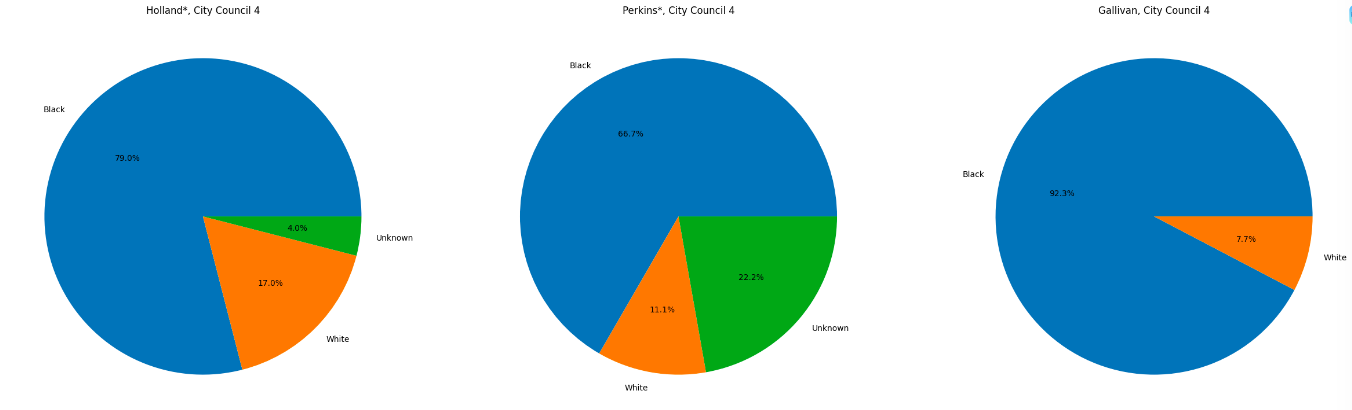 Holland*, City Council 4
Black
79.0%
4.0%
Unknown
17.0%
White
Perkins*, City Council 4
Black
66.7%
22.2%
11.1%
Unknown
White
Gallivan, City Council 4
Black
92.3%
7.7%
White